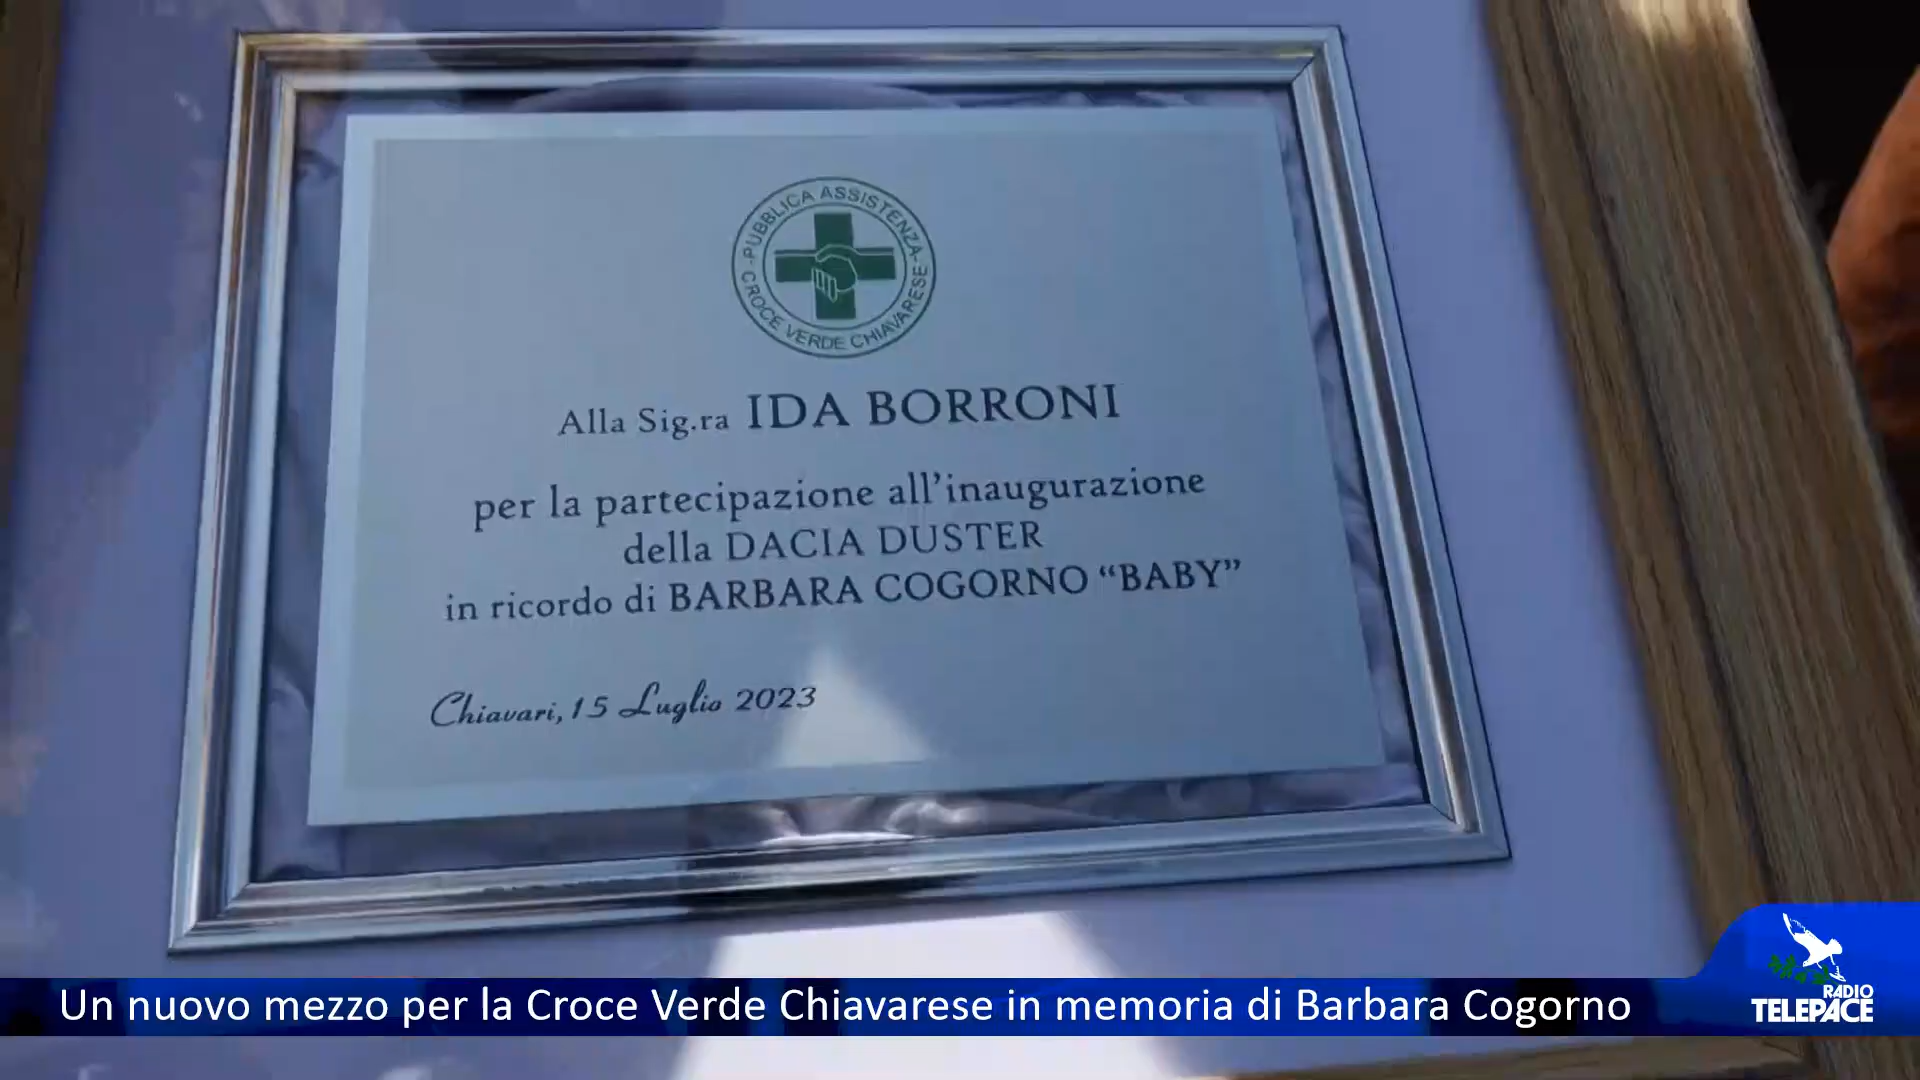 PUBBLICA ASSISTENZA
- CROCE VERDE CHIAVARESE -
Alla Sig.ra IDA BORRONI
per la partecipazione all'inaugurazione
della DACIA DUSTER
in ricordo di BARBARA COGORNO “BABY”
Chiavari, 15 Luglio 2023
Un nuovo mezzo per la Croce Verde Chiavarese in memoria di Barbara Cogorno
RADIO
TELEPACE